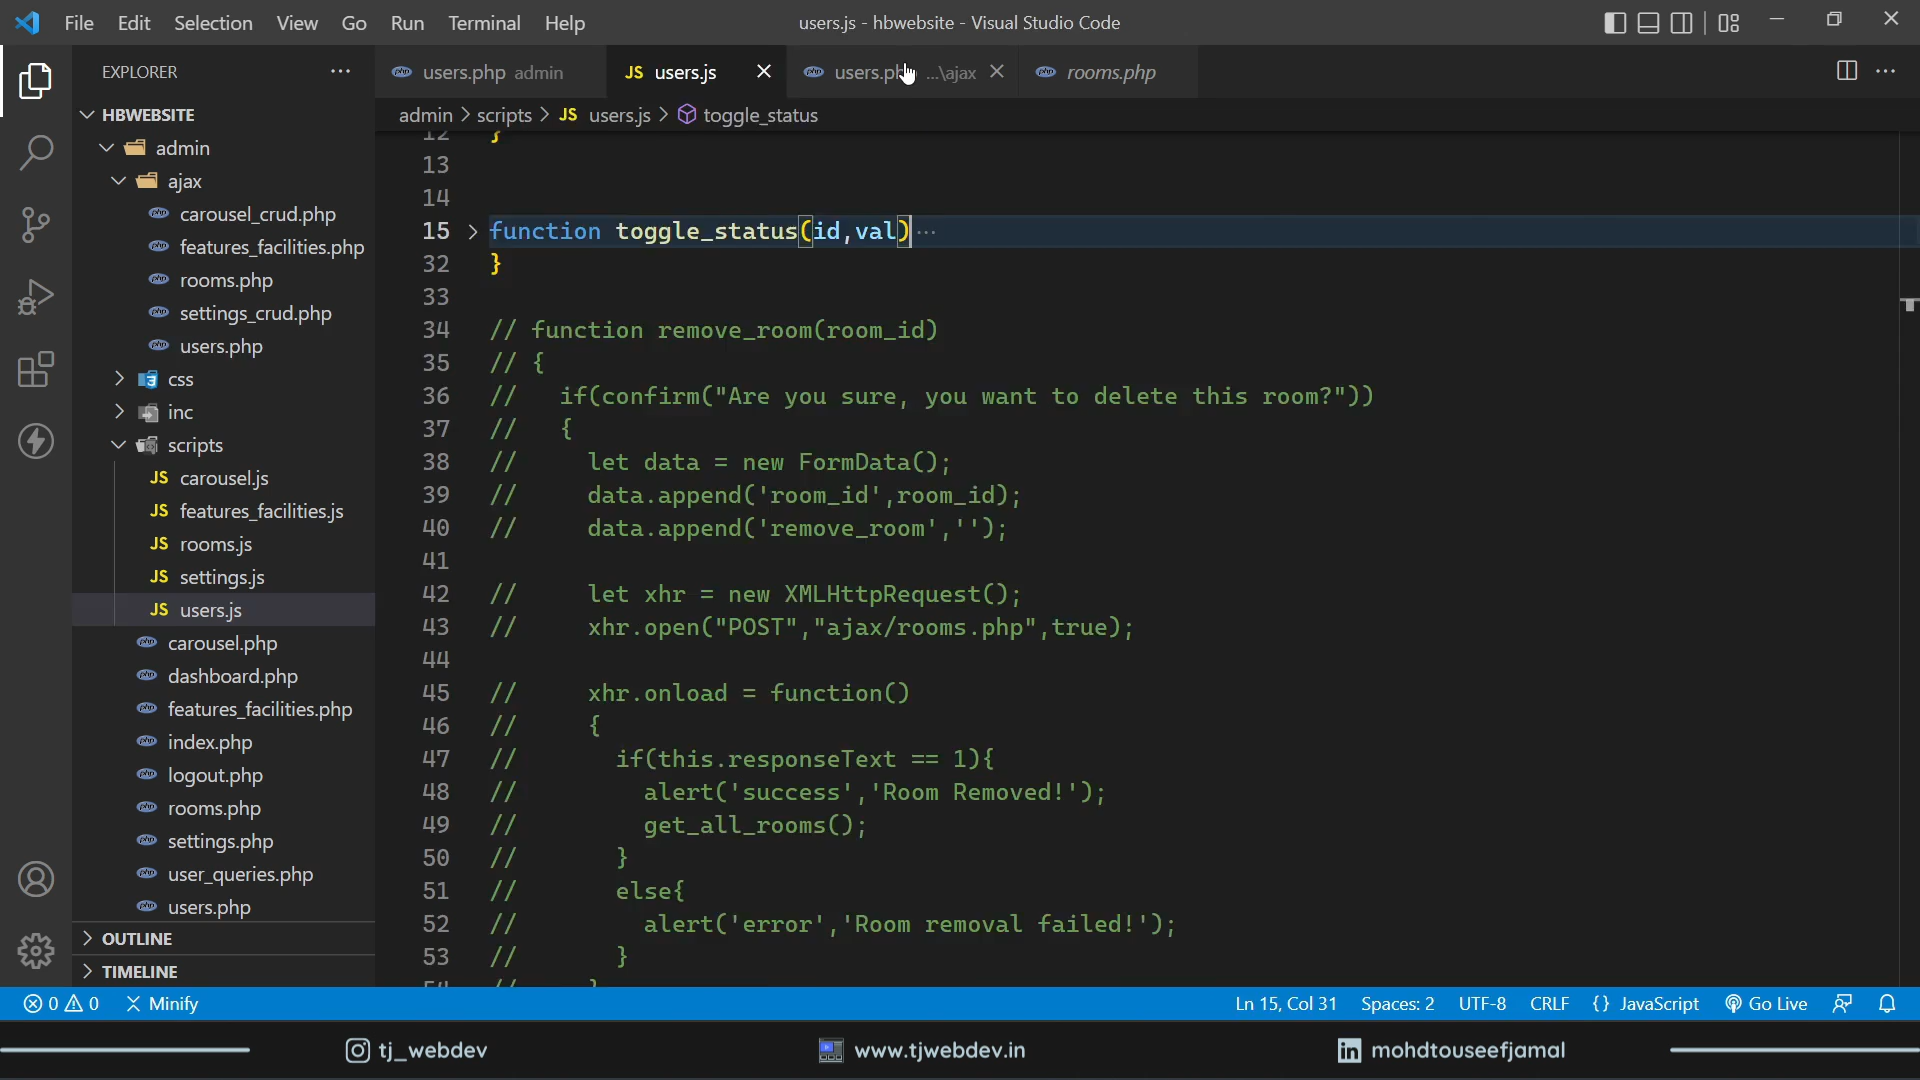 File Edit Selection View Go Run Terminal Help
users.js - hbwebsite - Visual Studio Code
EXPLORER
users.php admin
JS users.js
users.ph ...\ajax
rooms.php
HBWEBSITE
admin > scripts > JS users.js > toggle_status
admin
ajax
carousel_crud.php
features_facilities.php
rooms.php
settings_crud.php
users.php
css
inc
scripts
JS carousel.js
JS features_facilities.js
JS rooms.js
JS settings.js
JS users.js
carousel.php
dashboard.php
features_facilities.php
index.php
logout.php
rooms.php
settings.php
user_queries.php
users.php
OUTLINE
TIMELINE
12 }
13
14
15 function toggle_status(id,val) ...
32 }
33
34 // function remove_room(room_id)
35 // {
36 //   if(confirm("Are you sure, you want to delete this room?"))
37 //   {
38 //     let data = new FormData();
39 //     data.append('room_id',room_id);
40 //     data.append('remove_room','');
41
42 //     let xhr = new XMLHttpRequest();
43 //     xhr.open("POST","ajax/rooms.php",true);
44
45 //     xhr.onload = function()
46 //     {
47 //       if(this.responseText == 1){
48 //         alert('success','Room Removed!');
49 //         get_all_rooms();
50 //       }
51 //       else{
52 //         alert('error','Room removal failed!');
53 //       }
54 //     }
0 0 Minify
Ln 15, Col 31 Spaces: 2 UTF-8 CRLF {} JavaScript Go Live
tj_webdev
www.tjwebdev.in
in mohdtouseefjamal